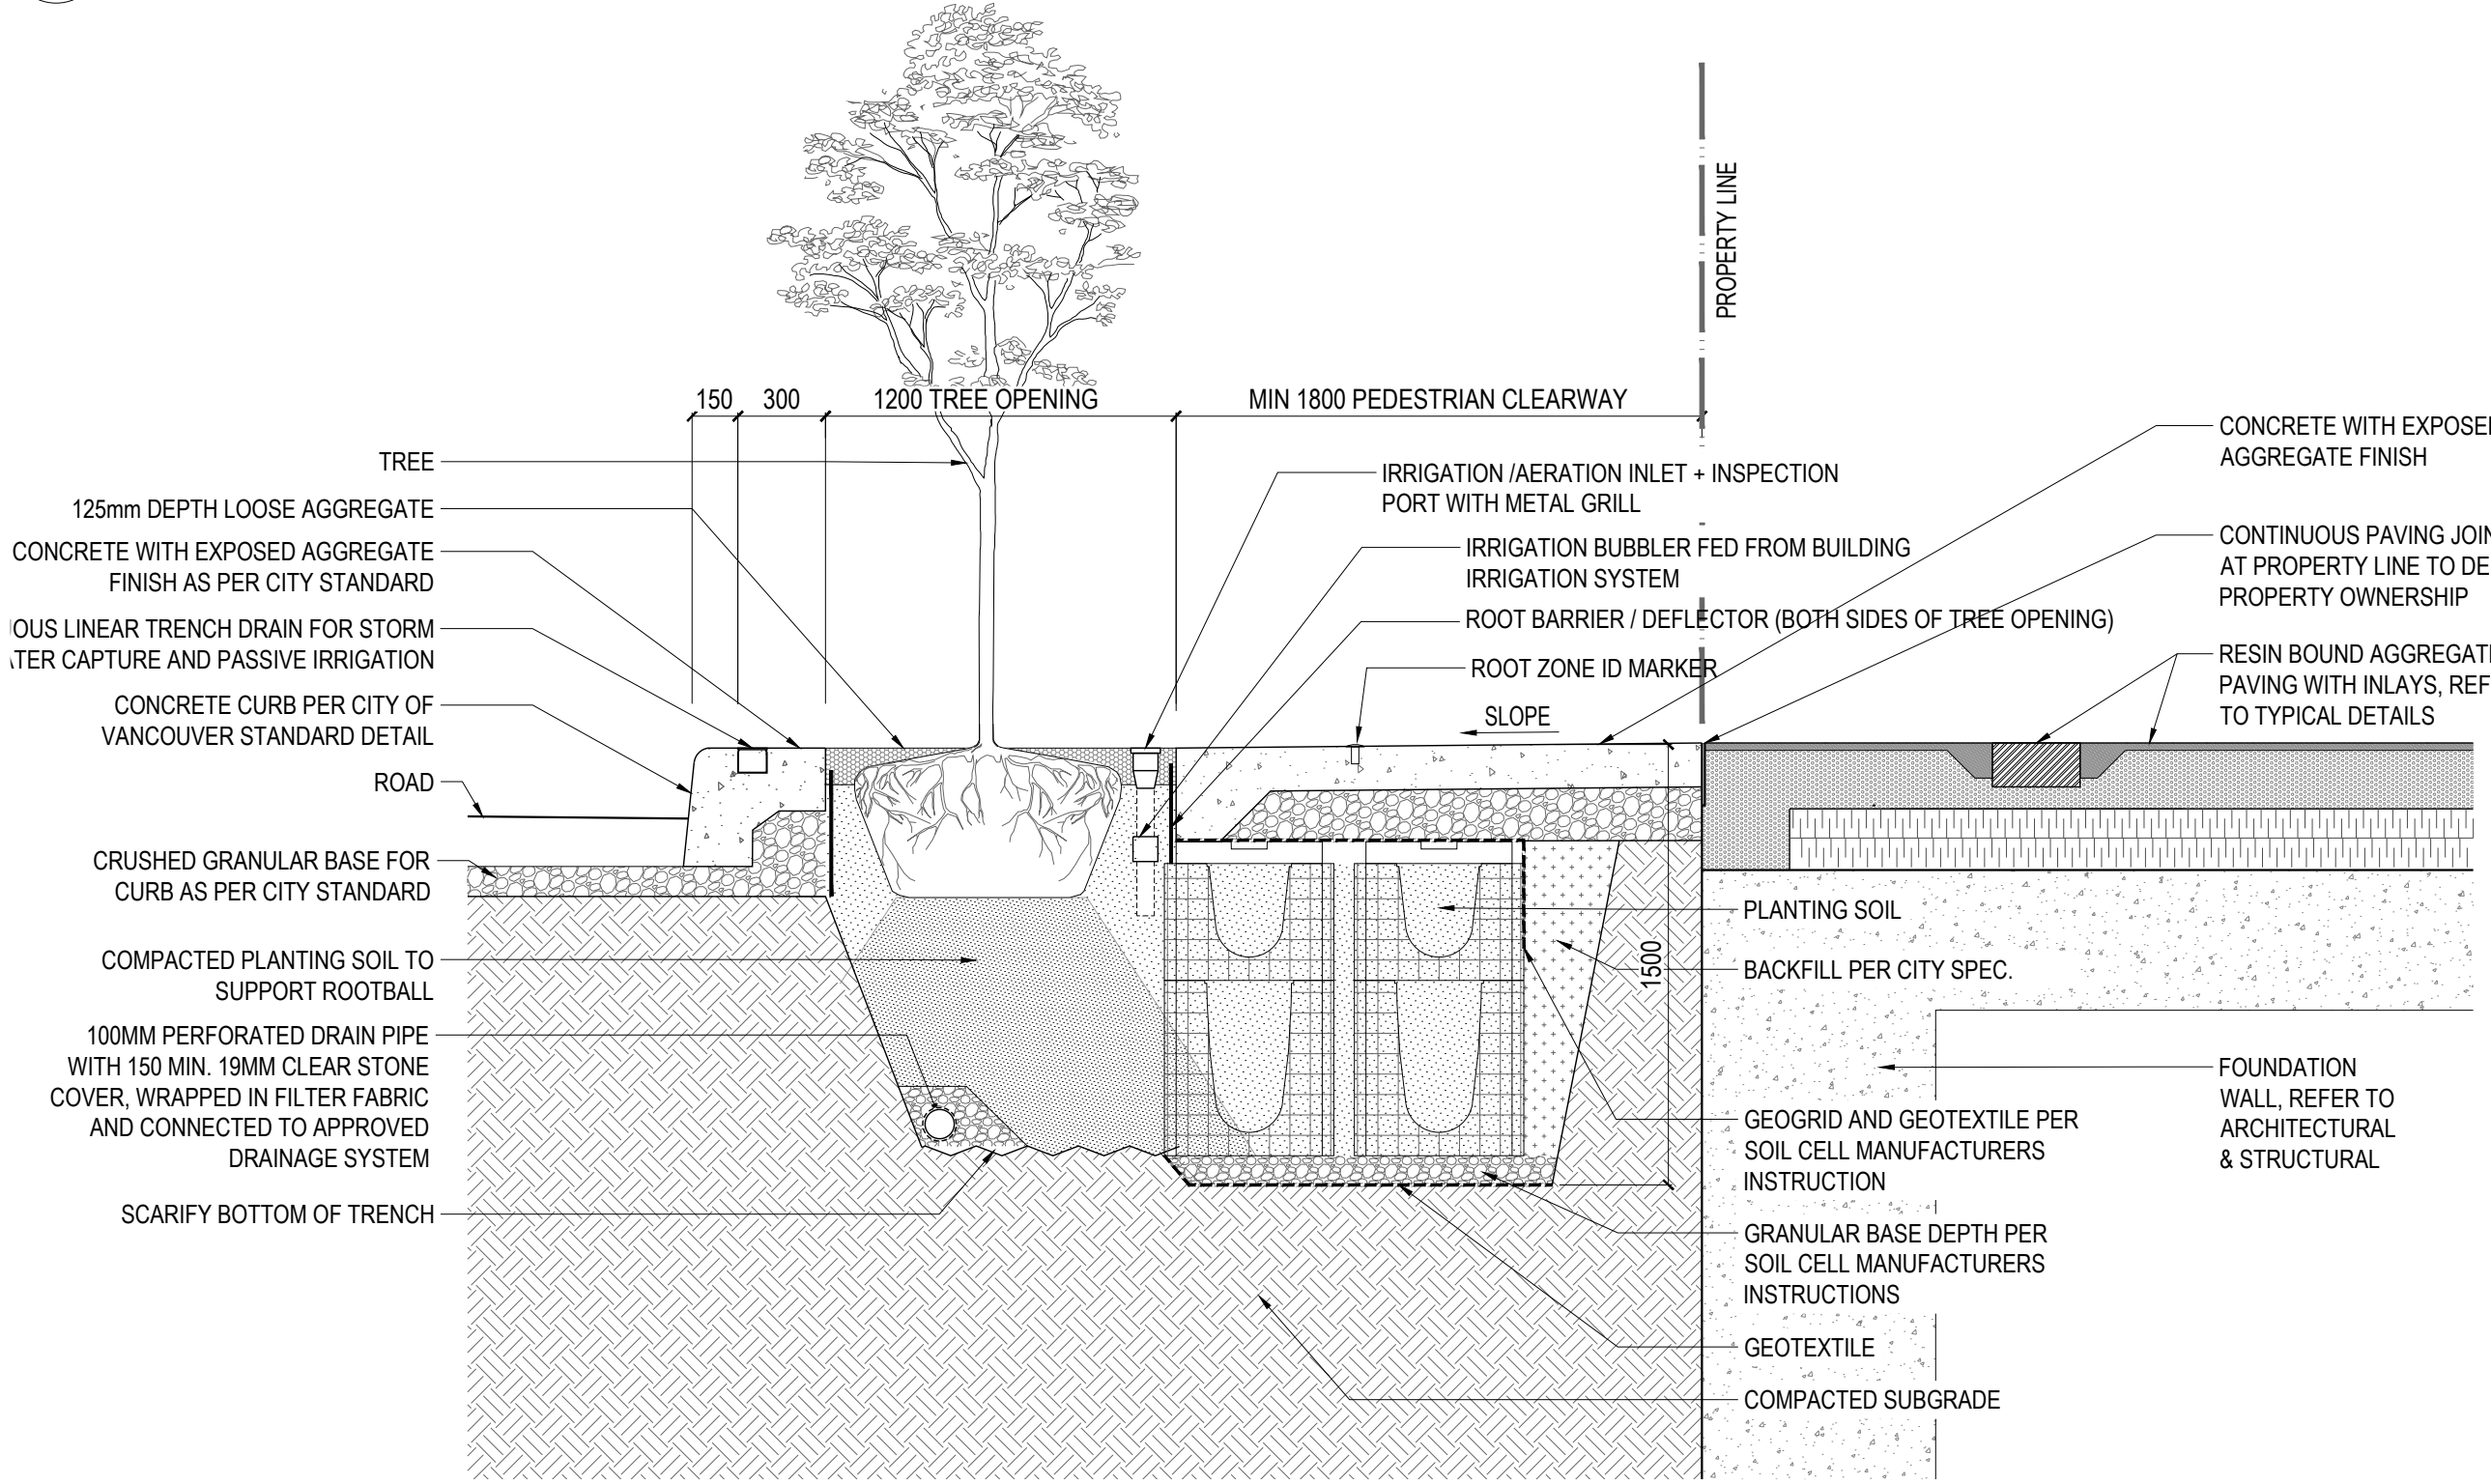 PROPERTY LINE
150
300
1200 TREE OPENING
MIN 1800 PEDESTRIAN CLEARWAY
TREE
125mm DEPTH LOOSE AGGREGATE
CONCRETE WITH EXPOSED AGGREGATE
FINISH AS PER CITY STANDARD
LINEAR TRENCH DRAIN FOR STORM
CAPTURE AND PASSIVE IRRIGATION
CONCRETE CURB PER CITY OF
VANCOUVER STANDARD DETAIL
ROAD
CRUSHED GRANULAR BASE FOR
CURB AS PER CITY STANDARD
COMPACTED PLANTING SOIL TO
SUPPORT ROOTBALL
100MM PERFORATED DRAIN PIPE
WITH 150 MIN. 19MM CLEAR STONE
COVER, WRAPPED IN FILTER FABRIC
AND CONNECTED TO APPROVED
DRAINAGE SYSTEM
SCARIFY BOTTOM OF TRENCH
IRRIGATION /AERATION INLET + INSPECTION
PORT WITH METAL GRILL
IRRIGATION BUBBLER FED FROM BUILDING
IRRIGATION SYSTEM
ROOT BARRIER / DEFLECTOR (BOTH SIDES OF TREE OPENING)
ROOT ZONE ID MARKER
SLOPE
1500
PLANTING SOIL
BACKFILL PER CITY SPEC.
GEOGRID AND GEOTEXTILE PER
SOIL CELL MANUFACTURERS
INSTRUCTION
GRANULAR BASE DEPTH PER
SOIL CELL MANUFACTURERS
INSTRUCTIONS
GEOTEXTILE
COMPACTED SUBGRADE
CONCRETE WITH EXPOSE
AGGREGATE FINISH
CONTINUOUS PAVING JOIN
AT PROPERTY LINE TO DE
PROPERTY OWNERSHIP
RESIN BOUND AGGREGAT
PAVING WITH INLAYS, REF
TO TYPICAL DETAILS
FOUNDATION
WALL, REFER TO
ARCHITECTURAL
& STRUCTURAL